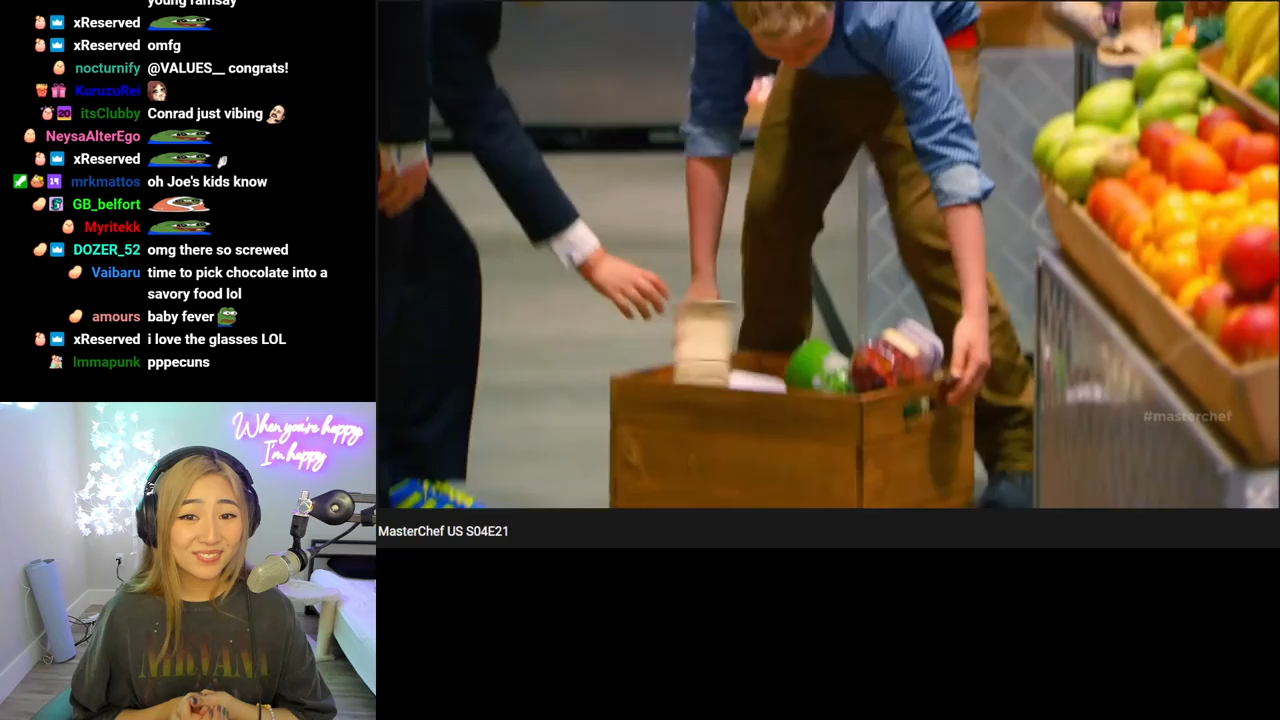 young ramsay
xReserved
xReserved omfg
nocturnify @VALUES__ congrats!
KuruzuRei
itsClubby Conrad just vibing
NeysaAlterEgo
xReserved
19 mrkmattos oh Joe's kids know
GB_belfort
Myritekk
DOZER_52 omg there so screwed
Vaibaru time to pick chocolate into a
savory food lol
amours baby fever
xReserved i love the glasses LOL
Immapunk pppecuns
When you're happy
I'm happy
NIRVANA
#masterchef
MasterChef US S04E21